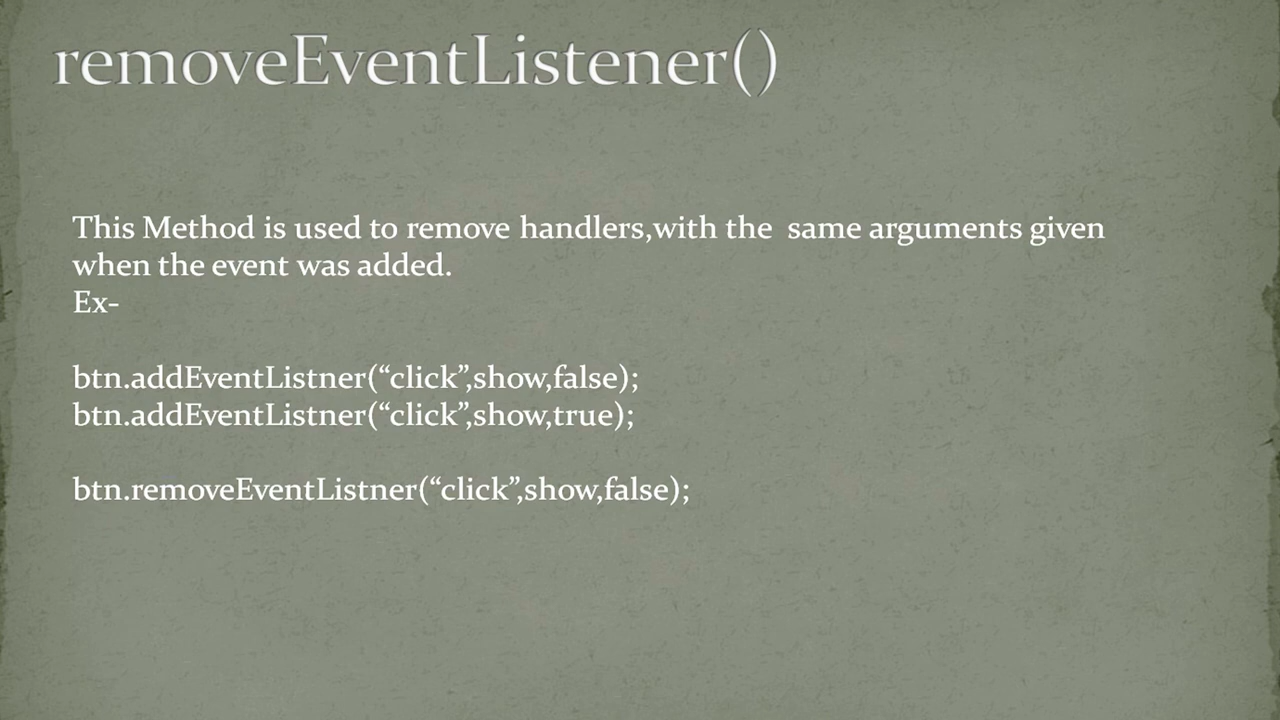 removeEventListener()
This Method is used to remove handlers,with the same arguments given
when the event was added.
Ex-
btn.addEventListner(“click”,show,false);
btn.addEventListner(“click”,show,true);
btn.removeEventListner(“click”,show,false);